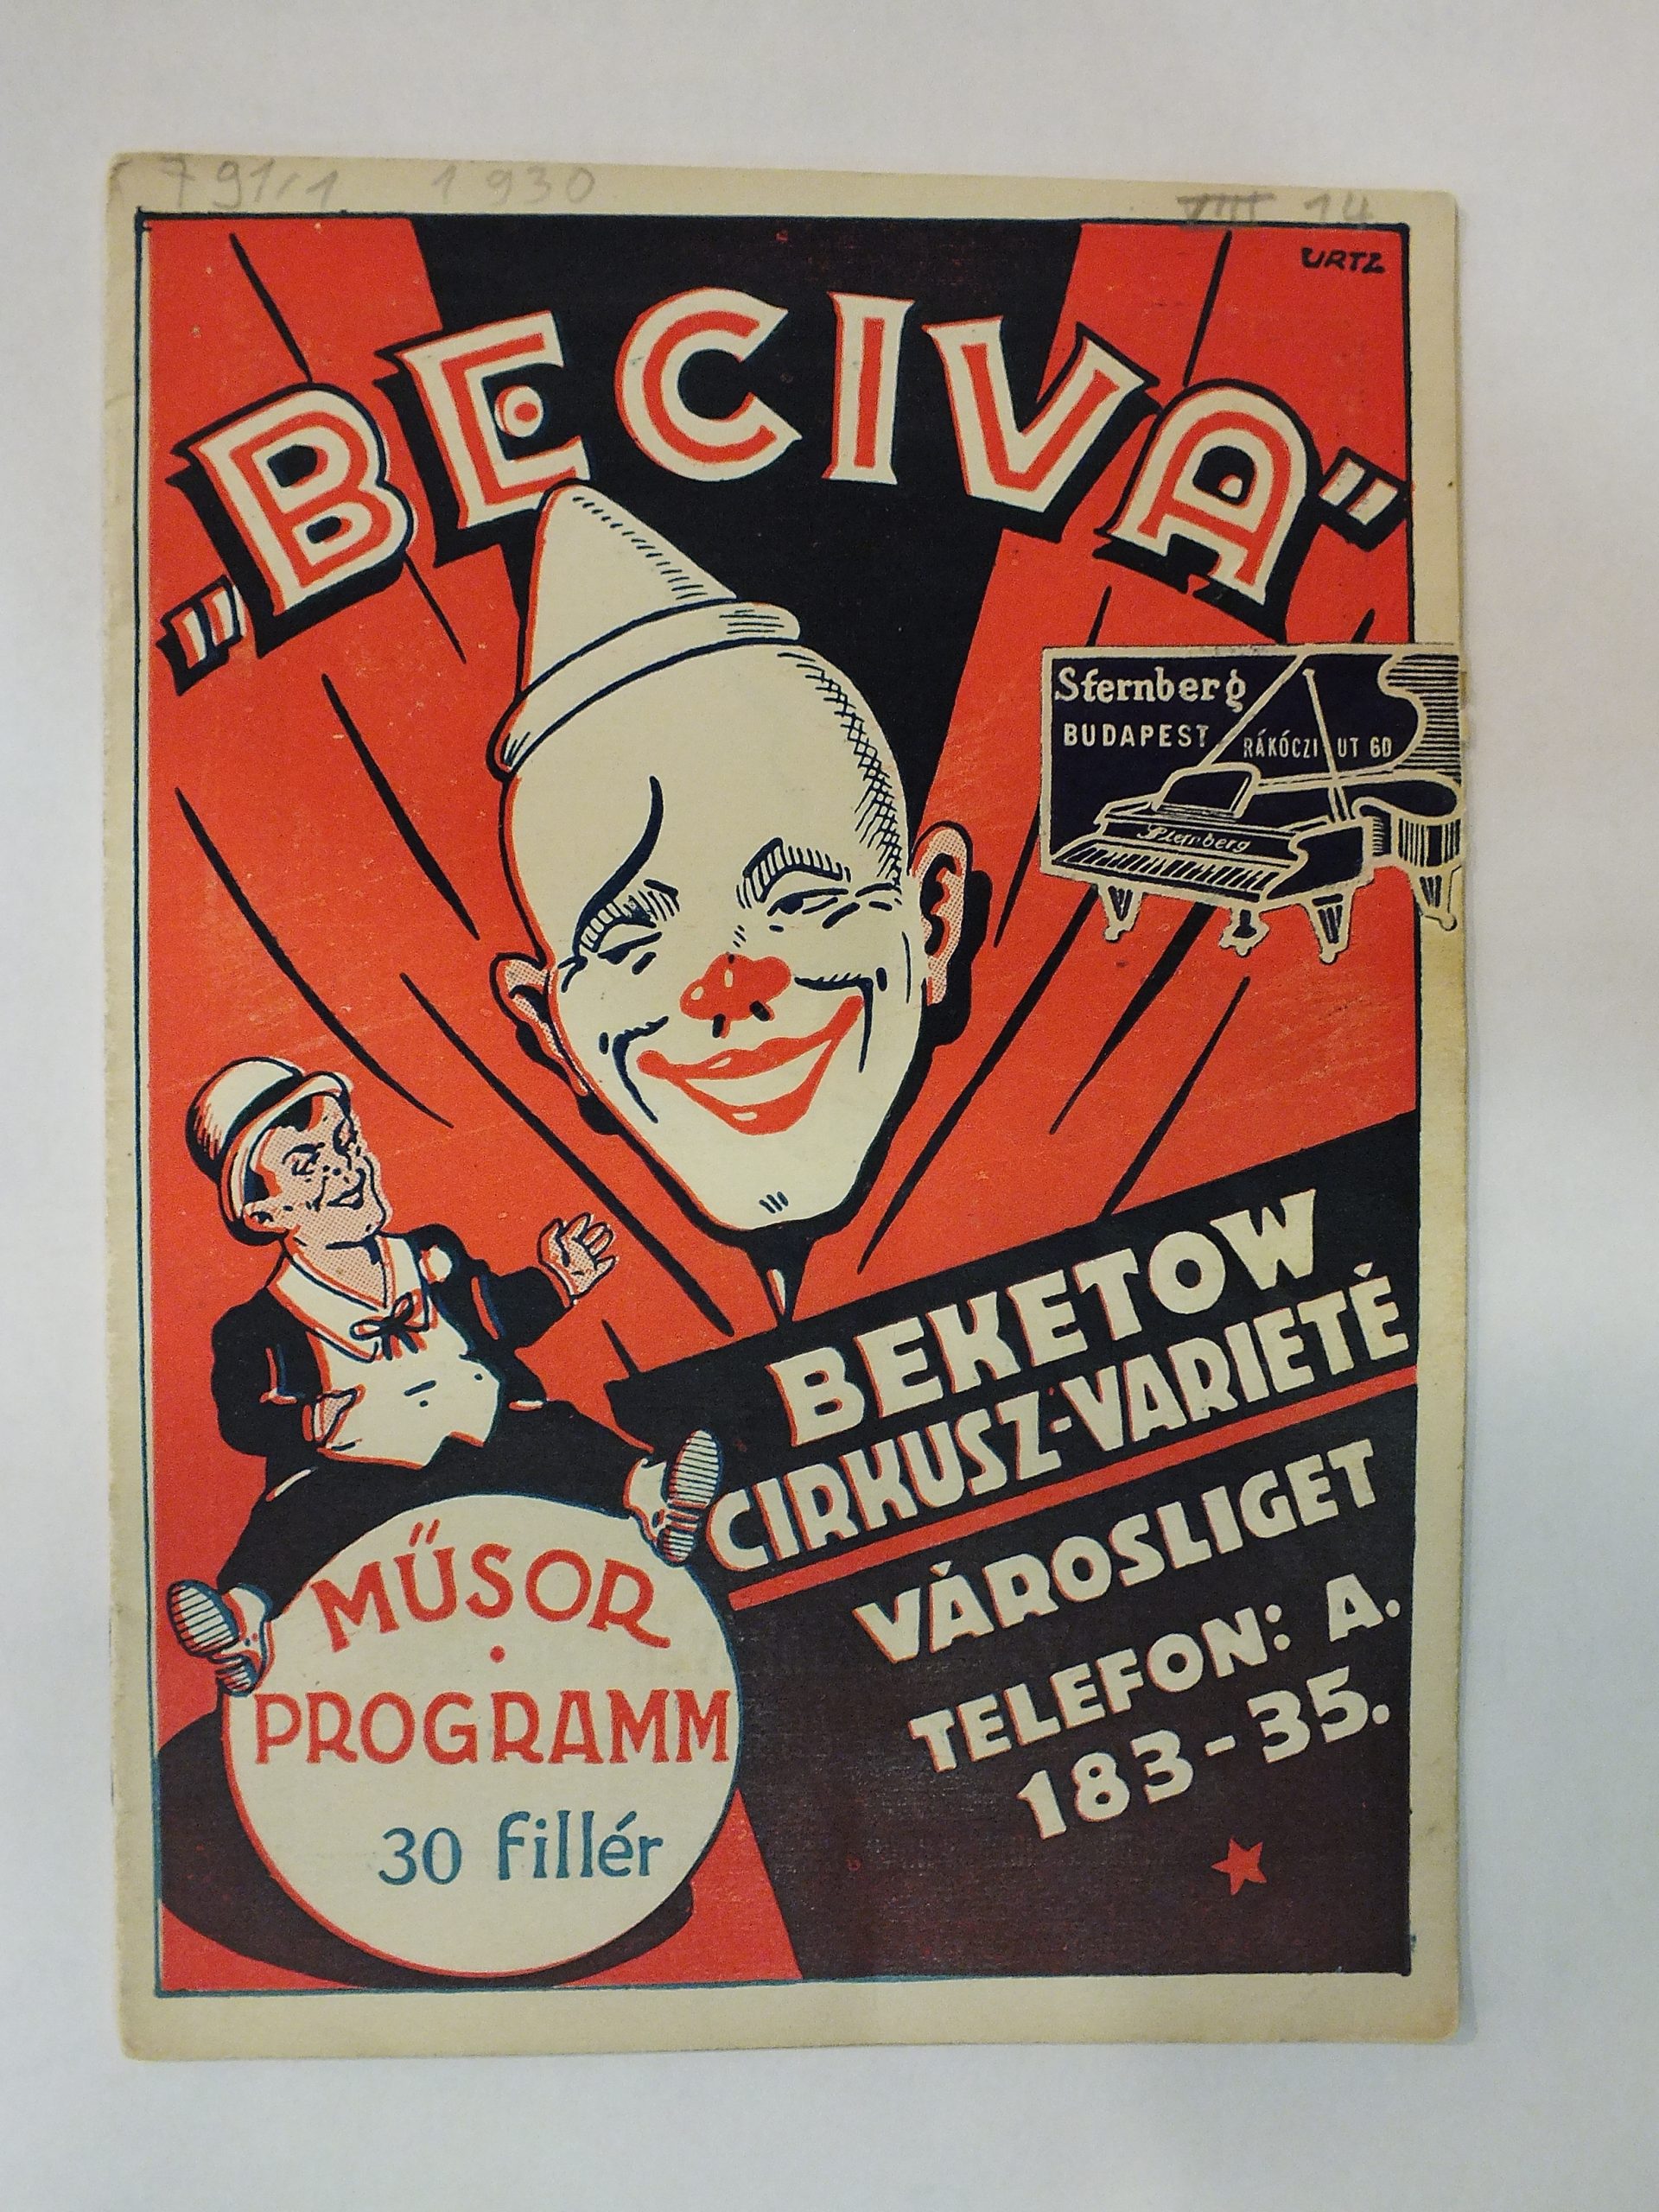 791/1 1930 VIII 14
URTZ
„BECIVA"
Sternberg
BUDAPEST, RÁKÓCZI UT 60
Sternberg
BEKETOW
CIRKUSZ-VARIETÉ
VÁROSLIGET
TELEFON: A.
183-35.
MŰSOR
·
PROGRAMM
30 fillér